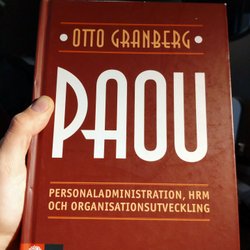 • OTTO GRANBERG •
PAOU
PERSONALADMINISTRATION, HRM
OCH ORGANISATIONSUTVECKLING